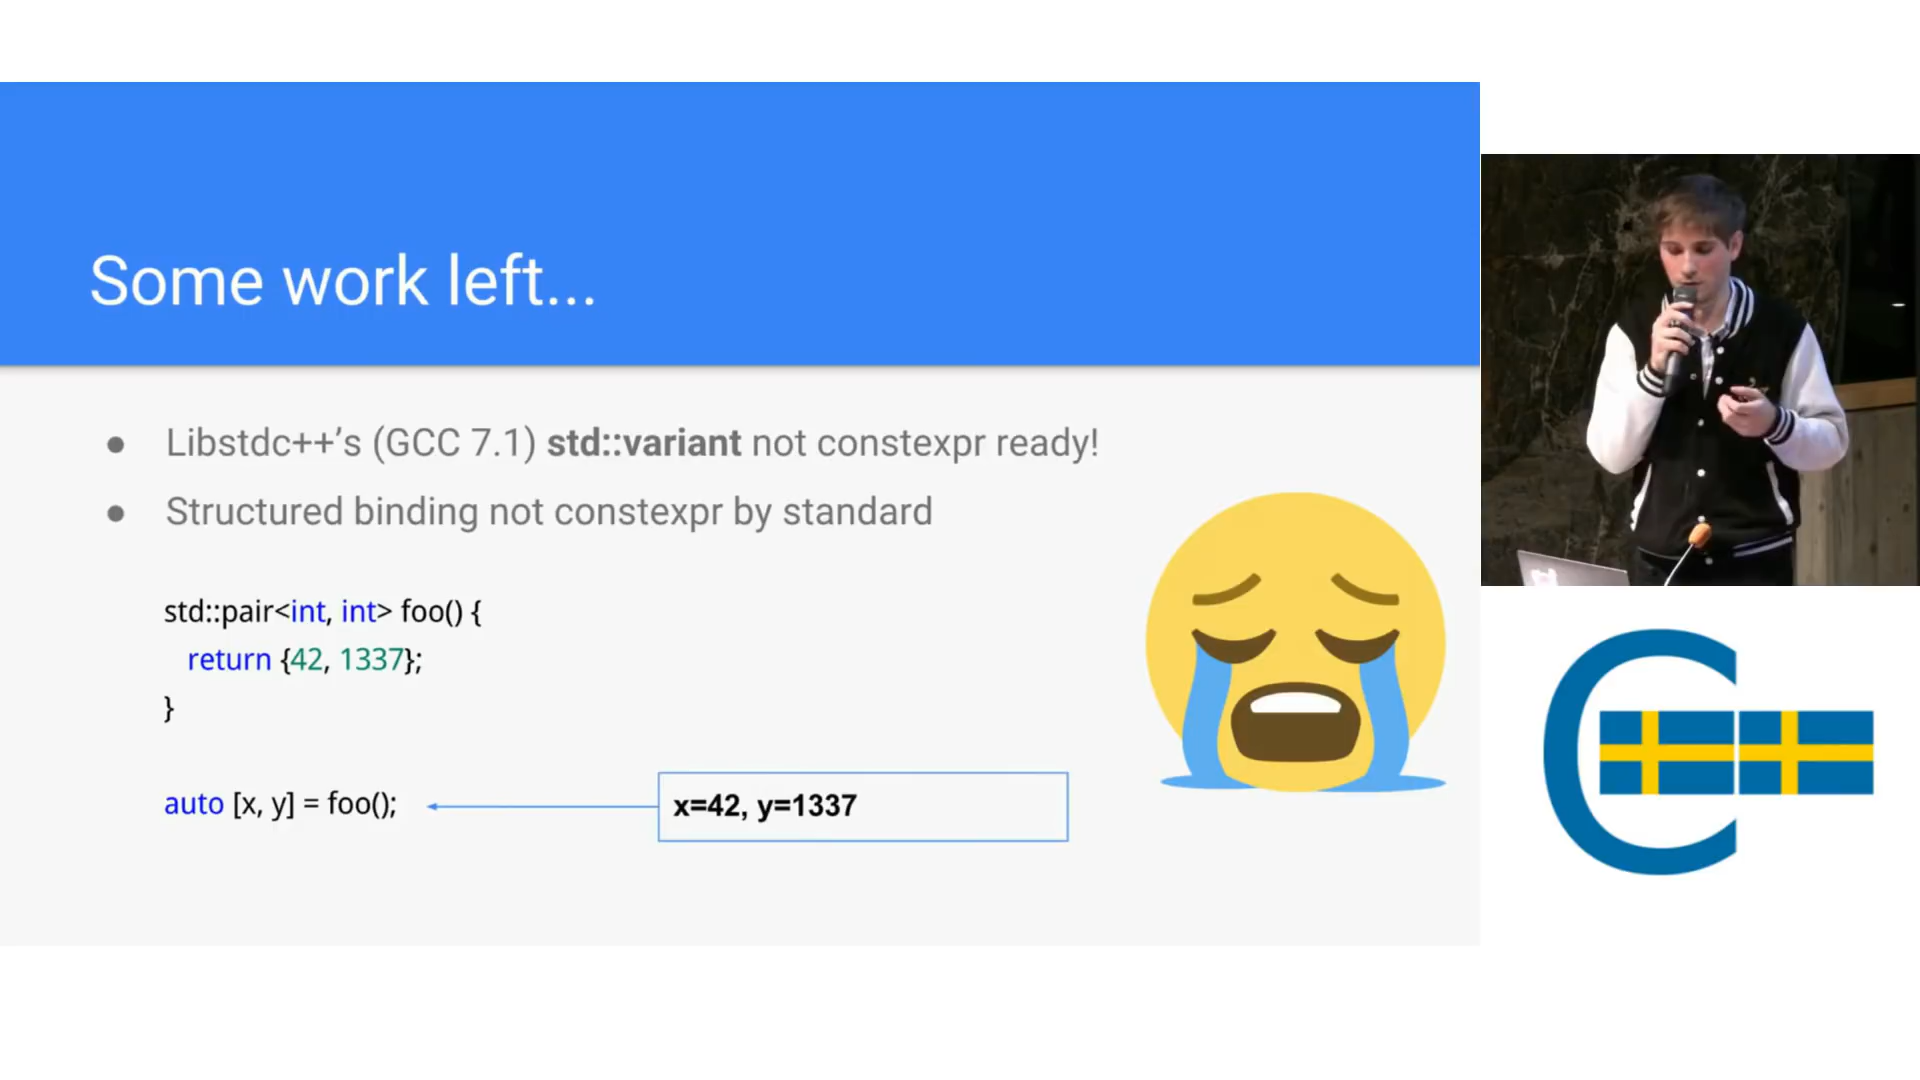 Some work left...
● Libstdc++’s (GCC 7.1) std::variant not constexpr ready!
● Structured binding not constexpr by standard
std::pair<int, int> foo() {
return {42, 1337};
}
auto [x, y] = foo();
x=42, y=1337
C